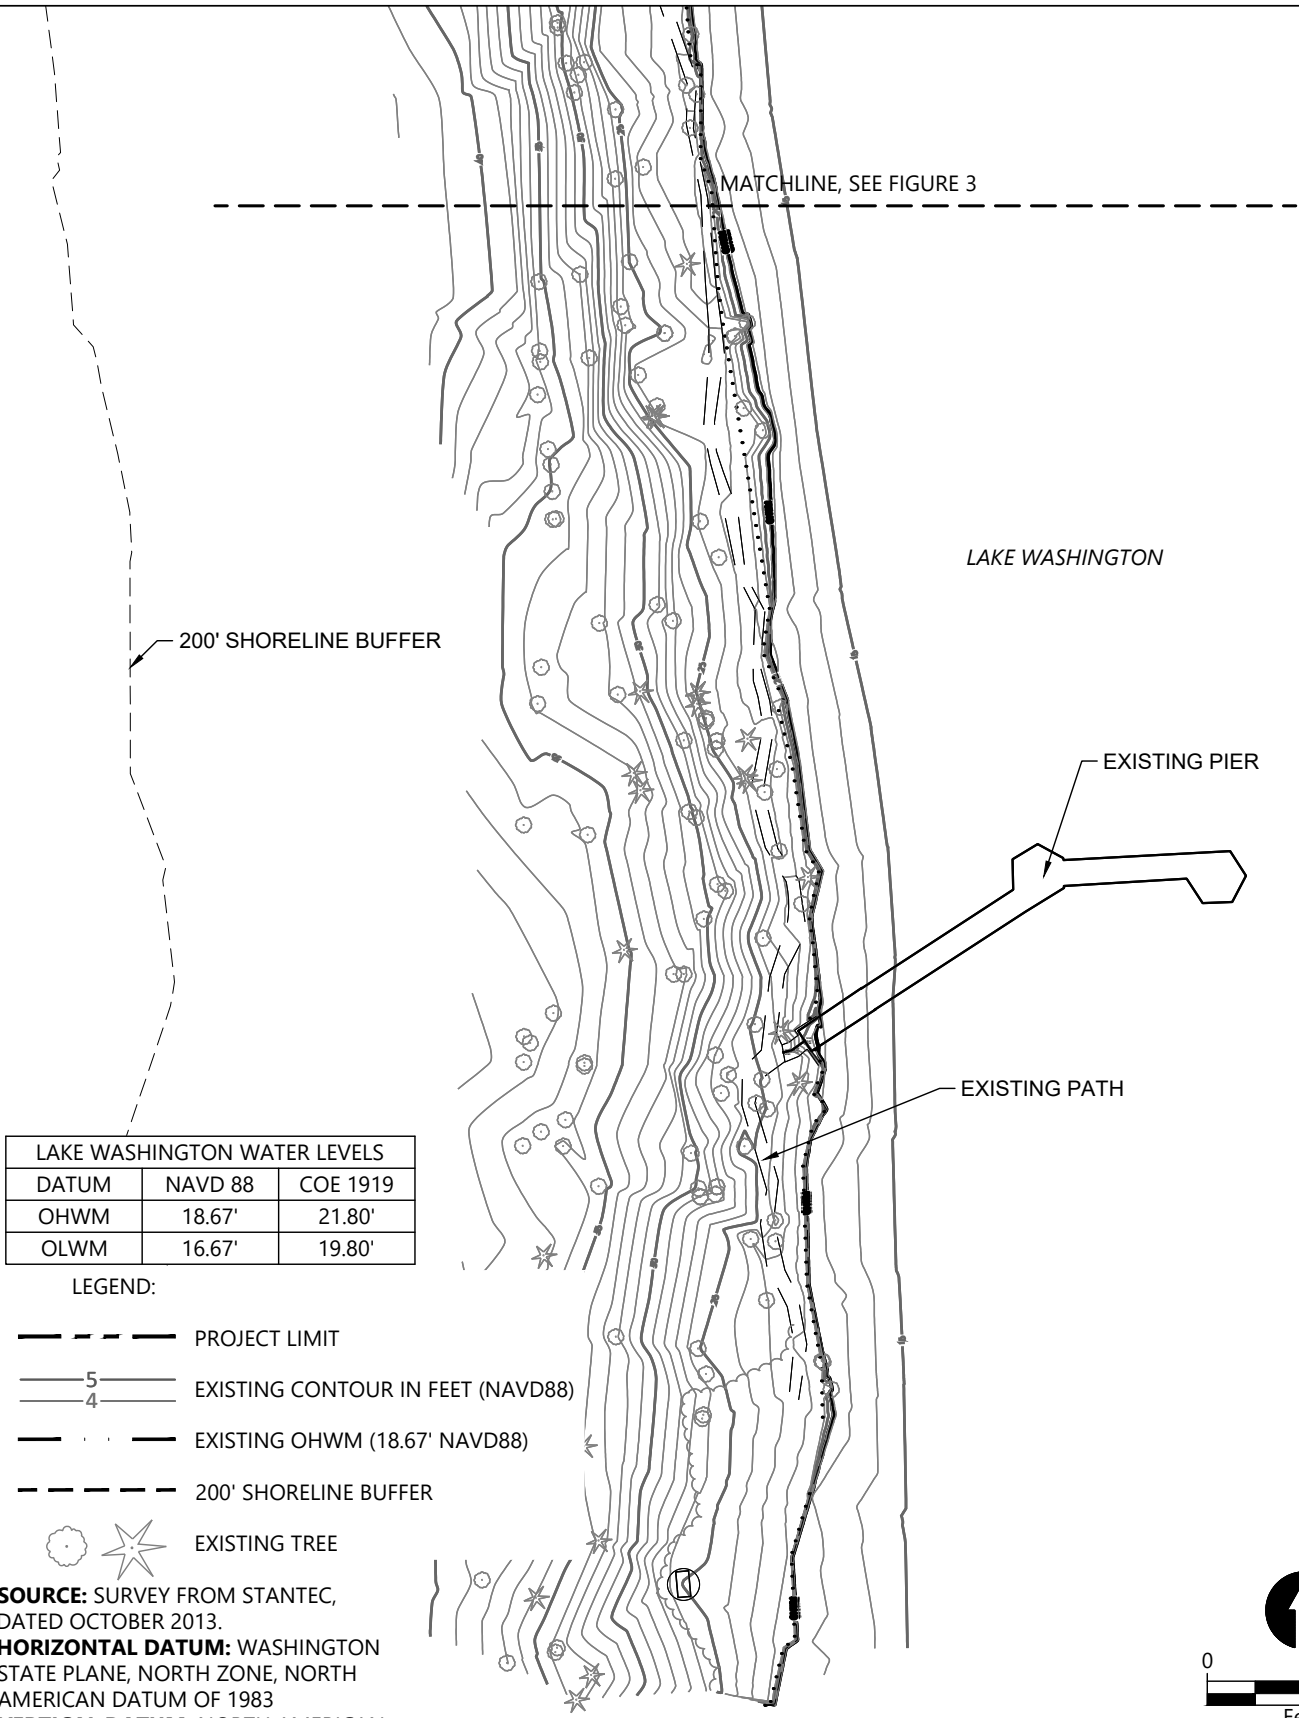 MATCHLINE, SEE FIGURE 3
LAKE WASHINGTON
200' SHORELINE BUFFER
EXISTING PIER
EXISTING PATH
LAKE WASHINGTON WATER LEVELS
DATUM NAVD 88 COE 1919
OHWM 18.67' 21.80'
OLWM 16.67' 19.80'
LEGEND:
PROJECT LIMIT
5
4
EXISTING CONTOUR IN FEET (NAVD88)
EXISTING OHWM (18.67' NAVD88)
200' SHORELINE BUFFER
EXISTING TREE
SOURCE: SURVEY FROM STANTEC,
DATED OCTOBER 2013.
HORIZONTAL DATUM: WASHINGTON
STATE PLANE, NORTH ZONE, NORTH
AMERICAN DATUM OF 1983
0